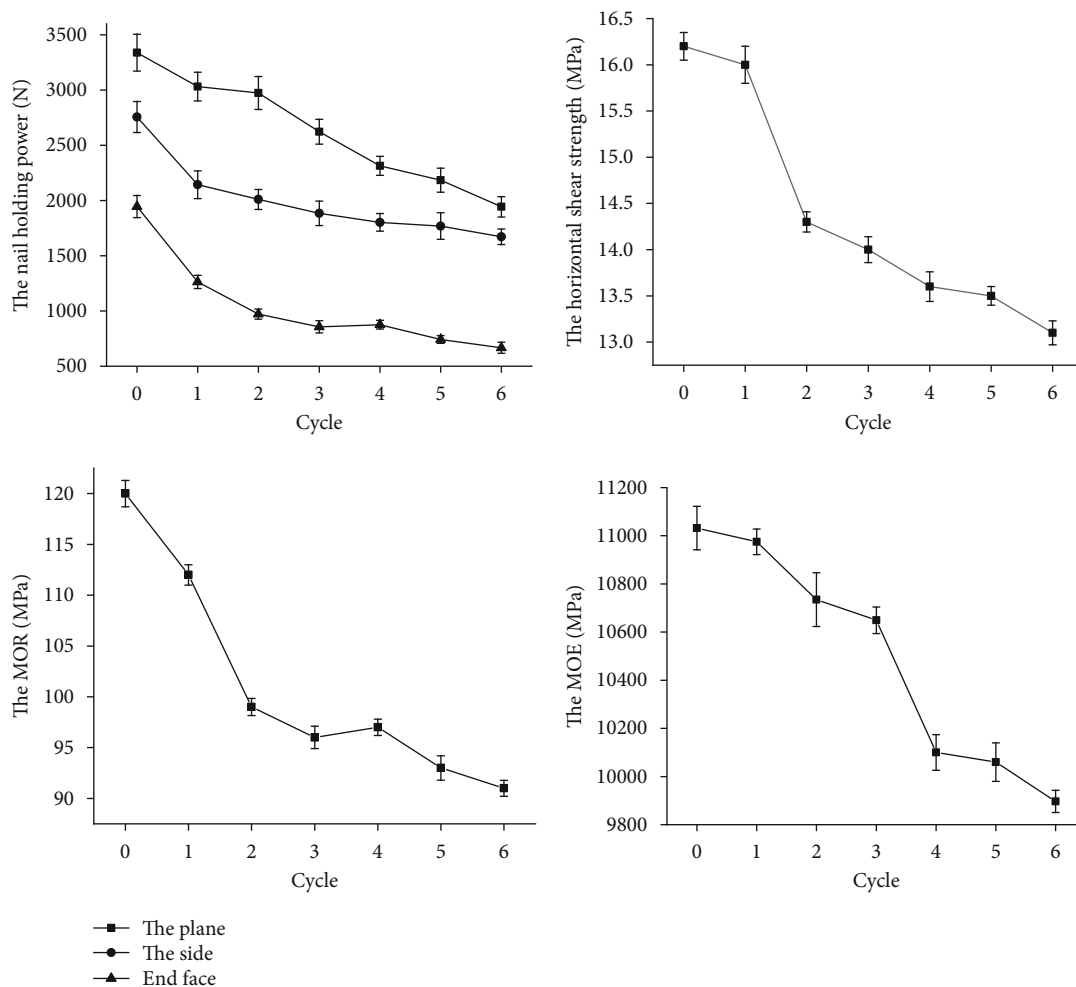 The nail holding power (N)
3500
3000
2500
2000
1500
1000
500
0 1 2 3 4 5 6
Cycle
The horizontal shear strength (MPa)
16.5
16.0
15.5
15.0
14.5
14.0
13.5
13.0
0 1 2 3 4 5 6
Cycle
The MOR (MPa)
120
115
110
105
100
95
90
0 1 2 3 4 5 6
Cycle
The MOE (MPa)
11200
11000
10800
10600
10400
10200
10000
9800
0 1 2 3 4 5 6
Cycle
The plane
The side
End face